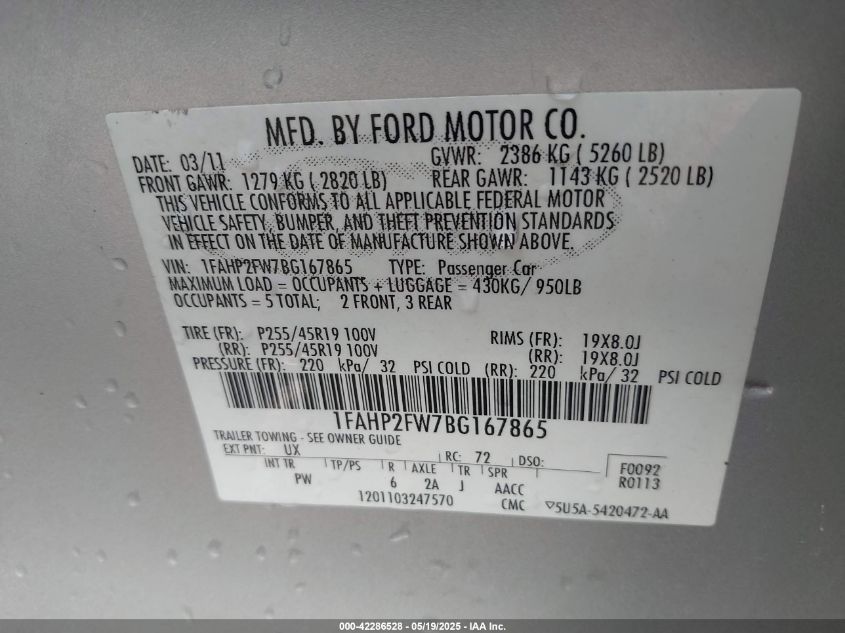 MFD. BY FORD MOTOR CO.
DATE: 03/11 GVWR: 2386 KG ( 5260 LB)
FRONT GAWR: 1279 KG ( 2820 LB) REAR GAWR: 1143 KG ( 2520 LB)
THIS VEHICLE CONFORMS TO ALL APPLICABLE FEDERAL MOTOR
VEHICLE SAFETY, BUMPER, AND THEFT PREVENTION STANDARDS
IN EFFECT ON THE DATE OF MANUFACTURE SHOWN ABOVE.
VIN: 1FAHP2FW7BG167865 TYPE: Passenger Car
MAXIMUM LOAD = OCCUPANTS + LUGGAGE = 430KG/ 950LB
OCCUPANTS = 5 TOTAL; 2 FRONT, 3 REAR
TIRE (FR): P255/45R19 100V RIMS (FR): 19X8.0J
(RR): P255/45R19 100V (RR): 19X8.0J
PRESSURE (FR): 220 kPa/ 32 PSI COLD (RR): 220 kPa/ 32 PSI COLD
1FAHP2FW7BG167865
TRAILER TOWING - SEE OWNER GUIDE
EXT PNT: UX RC: 72 DSO: F0092
INT TR TP/PS R AXLE TR SPR R0113
PW 6 2A J AACC
1201103247570 CMC ▽5U5A-5420472-AA
000-42286528 - 05/19/2025 - IAA Inc.